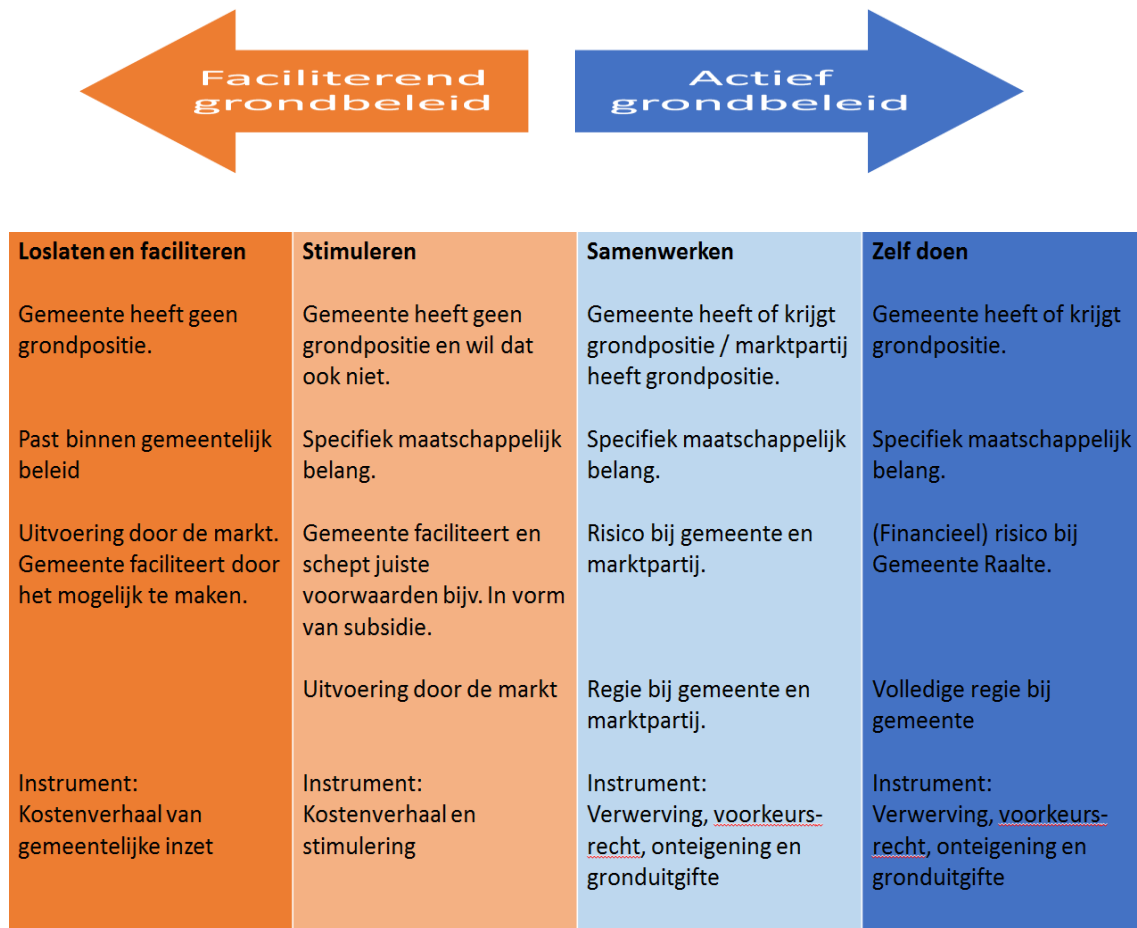 Faciliterend
grondbeleid
Actief
grondbeleid
Loslaten en faciliteren
Gemeente heeft geen
grondpositie.
Past binnen gemeentelijk
beleid
Uitvoering door de markt.
Gemeente faciliteert door
het mogelijk te maken.
Instrument:
Kostenverhaal van
gemeentelijke inzet
Stimuleren
Gemeente heeft geen
grondpositie en wil dat
ook niet.
Specifiek maatschappelijk
belang.
Gemeente faciliteert en
schept juiste
voorwaarden bijv. In vorm
van subsidie.
Uitvoering door de markt
Instrument:
Kostenverhaal en
stimulering
Samenwerken
Gemeente heeft of krijgt
grondpositie / marktpartij
heeft grondpositie.
Specifiek maatschappelijk
belang.
Risico bij gemeente en
marktpartij.
Regie bij gemeente en
marktpartij.
Instrument:
Verwerving, voorkeurs-
recht, onteigening en
gronduitgifte
Zelf doen
Gemeente heeft of krijgt
grondpositie.
Specifiek maatschappelijk
belang.
(Financieel) risico bij
Gemeente Raalte.
Volledige regie bij
gemeente
Instrument:
Verwerving, voorkeurs-
recht, onteigening en
gronduitgifte